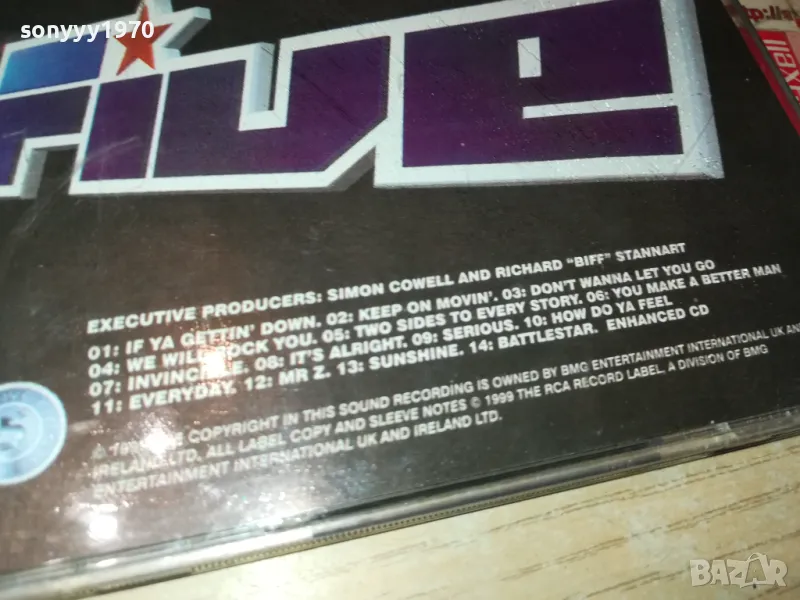 sonyyy1970
FIVE
EXECUTIVE PRODUCERS: SIMON COWELL AND RICHARD "BIFF" STANNART
01: IF YA GETTIN' DOWN. 02: KEEP ON MOVIN'. 03: DON'T WANNA LET YOU GO
04: WE WILL ROCK YOU. 05: TWO SIDES TO EVERY STORY. 06: YOU MAKE A BETTER MAN
07: INVINCIBLE. 08: IT'S ALRIGHT. 09: SERIOUS. 10: HOW DO YA FEEL
11: EVERYDAY. 12: MR Z. 13: SUNSHINE. 14: BATTLESTAR. ENHANCED CD
COPYRIGHT IN THIS SOUND RECORDING IS OWNED BY BMG ENTERTAINMENT INTERNATIONAL UK AND
IRELAND LTD. ALL LABEL COPY AND SLEEVE NOTES © 1999 THE RCA RECORD LABEL, A DIVISION OF BMG
ENTERTAINMENT INTERNATIONAL UK AND IRELAND LTD.
BAZAR